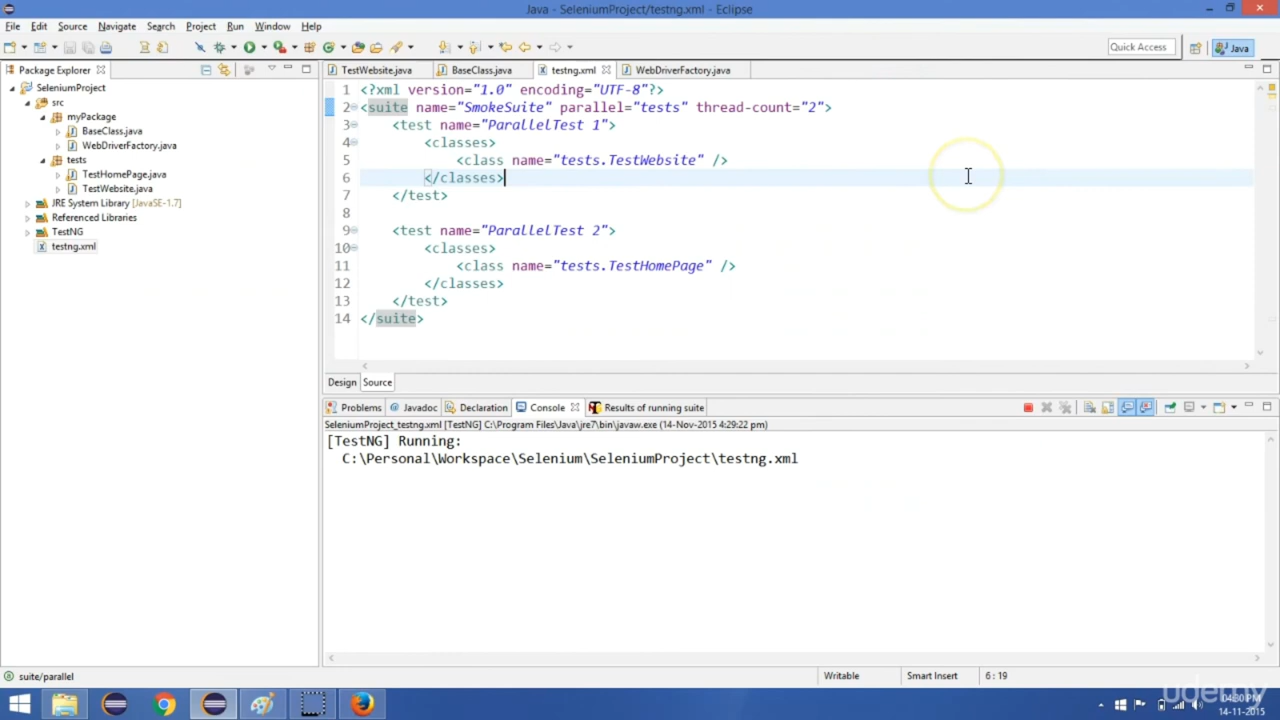 Java - SeleniumProject/testng.xml - Eclipse
File Edit Source Navigate Search Project Run Window Help
Quick Access
Java
Package Explorer
TestWebsite.java BaseClass.java testng.xml WebDriverFactory.java
SeleniumProject
src
myPackage
BaseClass.java
WebDriverFactory.java
tests
TestHomePage.java
TestWebsite.java
JRE System Library [JavaSE-1.7]
Referenced Libraries
TestNG
testng.xml
1 <?xml version="1.0" encoding="UTF-8"?>
2 <suite name="SmokeSuite" parallel="tests" thread-count="2">
3 <test name="ParallelTest 1">
4 <classes>
5 <class name="tests.TestWebsite" />
6 </classes>
7 </test>
8
9 <test name="ParallelTest 2">
10 <classes>
11 <class name="tests.TestHomePage" />
12 </classes>
13 </test>
14 </suite>
Design Source
Problems Javadoc Declaration Console Results of running suite
SeleniumProject_testng.xml [TestNG] C:\Program Files\Java\jre7\bin\javaw.exe (14-Nov-2015 4:29:22 pm)
[TestNG] Running:
C:\Personal\Workspace\Selenium\SeleniumProject\testng.xml
suite/parallel
Writable Smart Insert 6 : 19
udemy
04:30 PM
14-11-2015